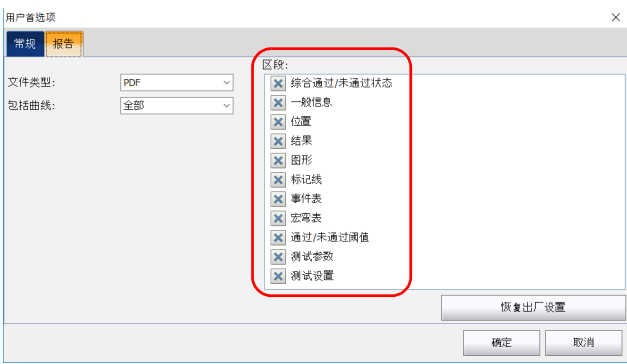 用户首选项
常规 报告
区段:
文件类型: PDF
包括曲线: 全部
综合通过/未通过状态
一般信息
位置
结果
图形
标记线
事件表
宏弯表
通过/未通过阈值
测试参数
测试设置
恢复出厂设置
确定 取消